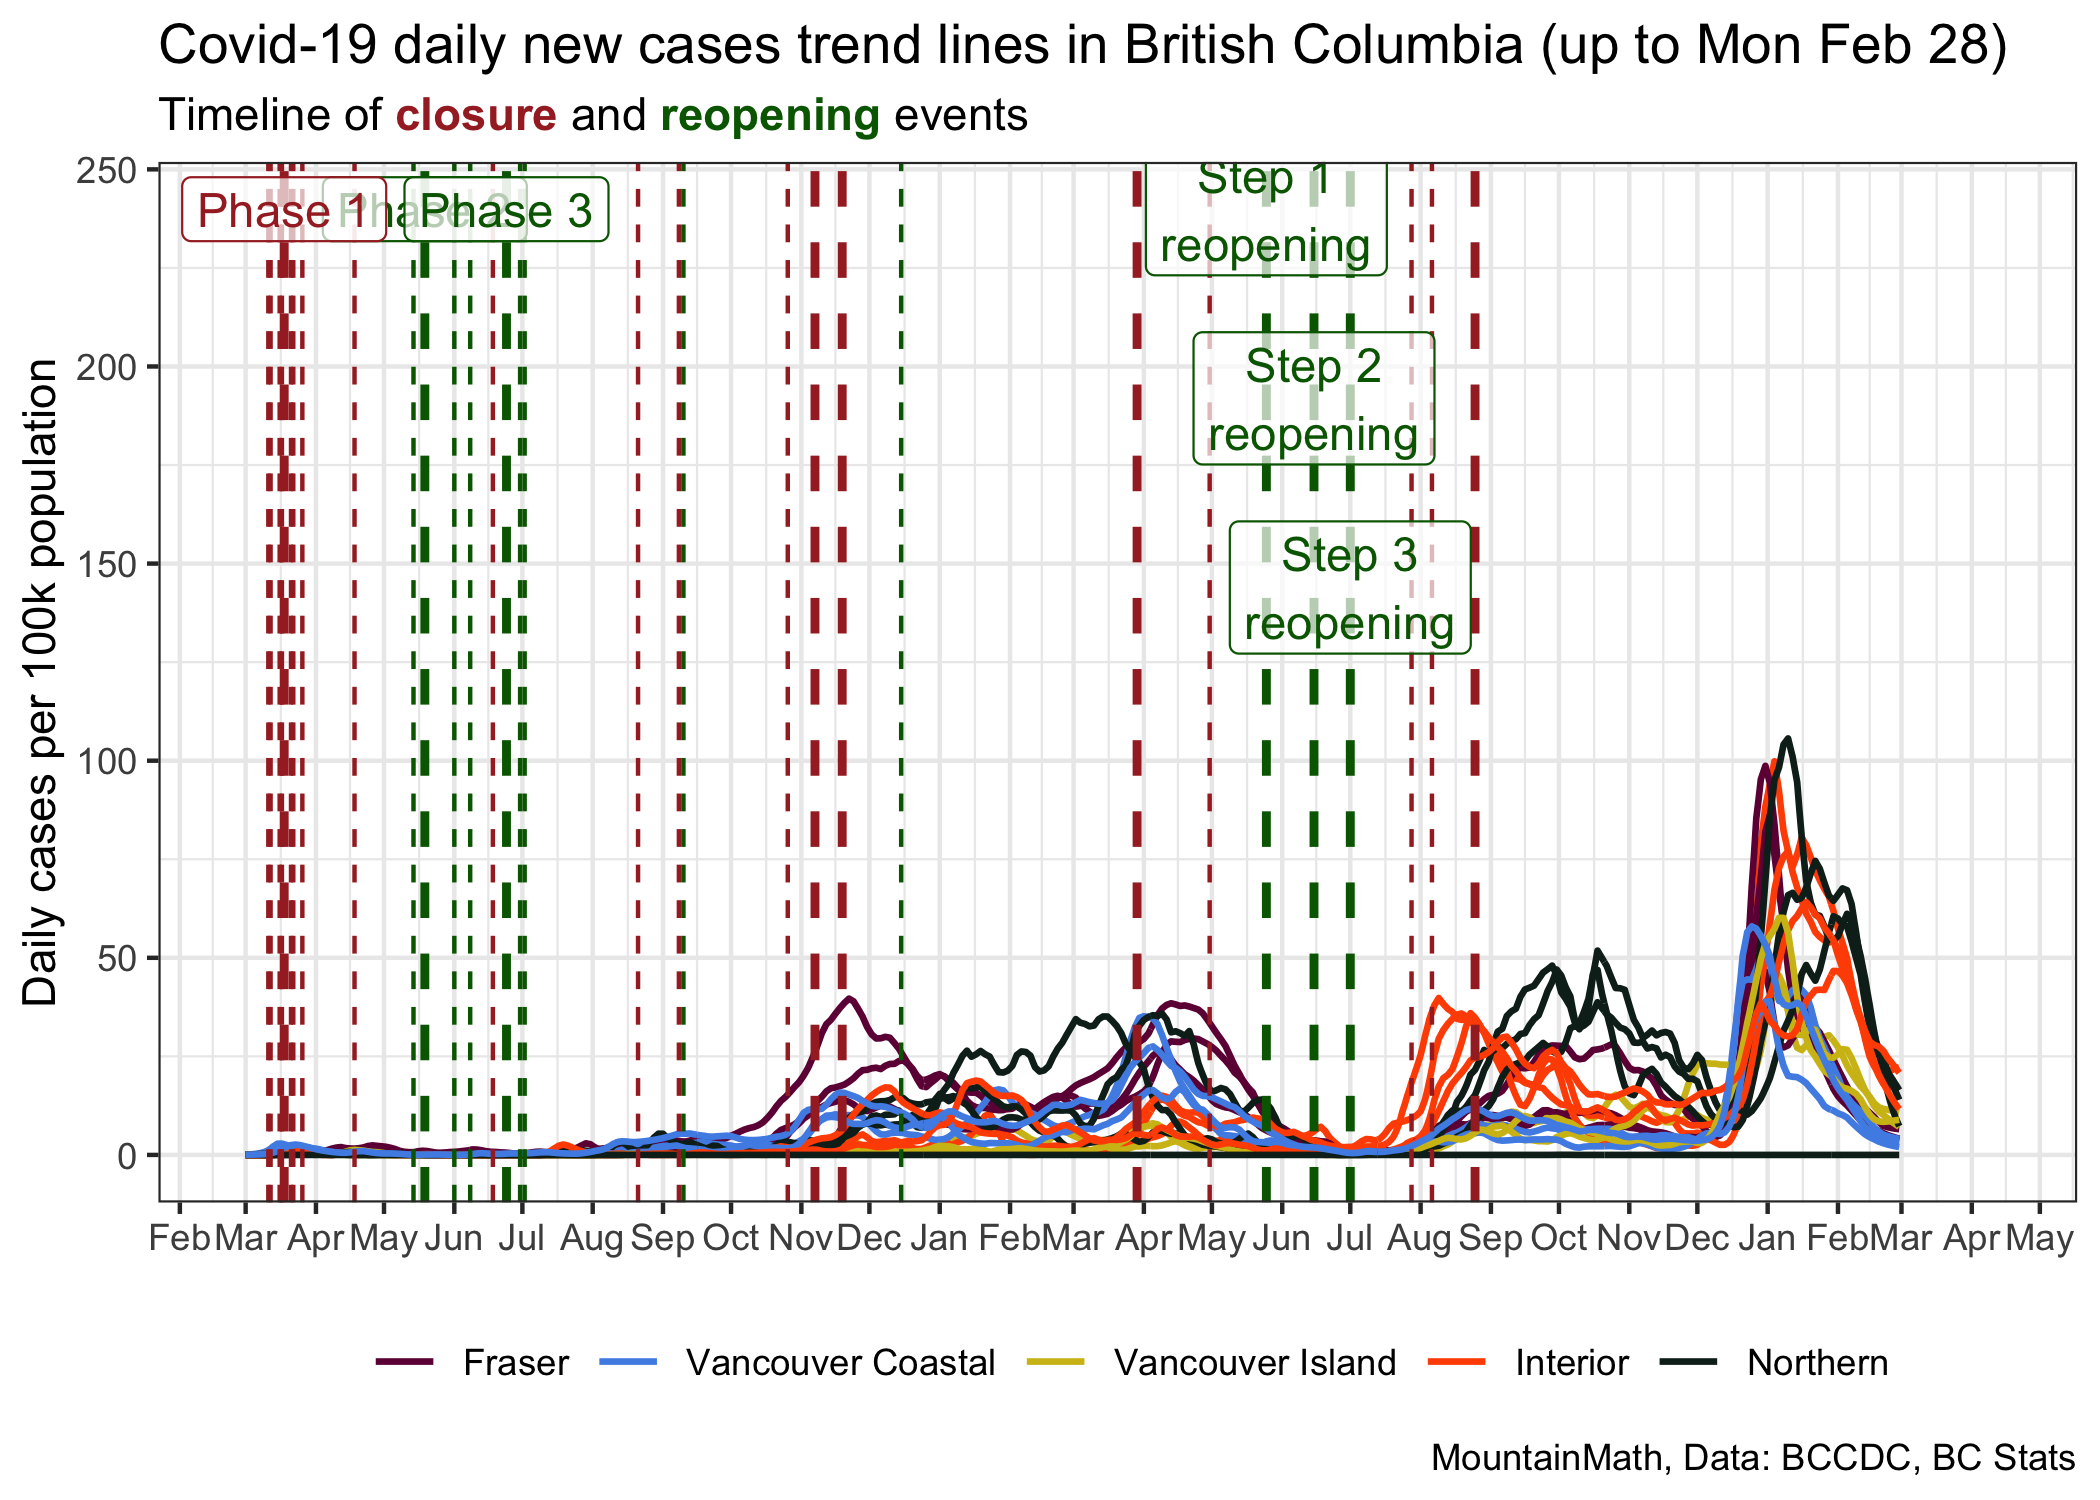 Covid-19 daily new cases trend lines in British Columbia (up to Mon Feb 28)
Timeline of closure and reopening events
Daily cases per 100k population
250
200
150
100
50
0
Phase 1
Phase 2
Phase 3
Step 1
reopening
Step 2
reopening
Step 3
reopening
Feb Mar Apr May Jun Jul Aug Sep Oct Nov Dec Jan Feb Mar Apr May Jun Jul Aug Sep Oct Nov Dec Jan Feb Mar Apr May
Fraser Vancouver Coastal Vancouver Island Interior Northern
MountainMath, Data: BCCDC, BC Stats